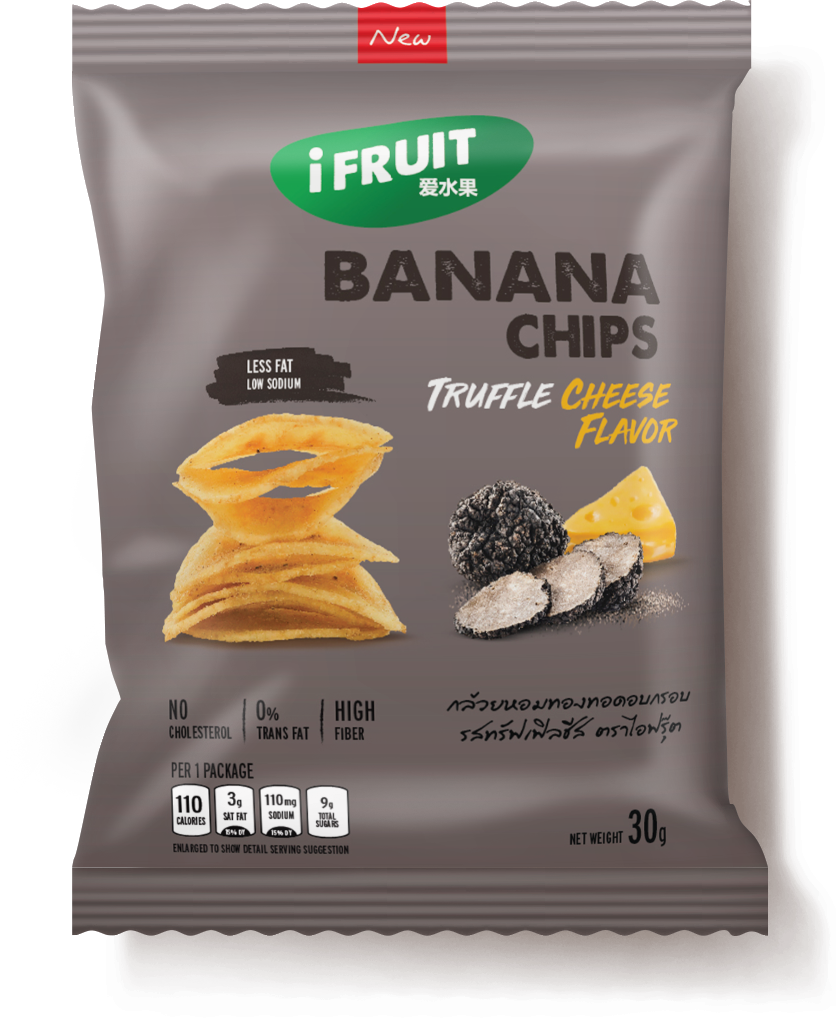 New
iFRUIT
爱水果
BANANA
CHIPS
TRUFFLE CHEESE
FLAVOR
LESS FAT
LOW SODIUM
กล้วยหอมทองทอดอบกรอบ
รสทรัฟเฟิลชีส ตราไอฟรุ๊ต
NO
CHOLESTEROL
0%
TRANS FAT
HIGH
FIBER
PER 1 PACKAGE
110
CALORIES
3g
SAT FAT
15% DV
110mg
SODIUM
9g
TOTAL
SUGARS
ENLARGED TO SHOW DETAIL SERVING SUGGESTION
NET WEIGHT 30g